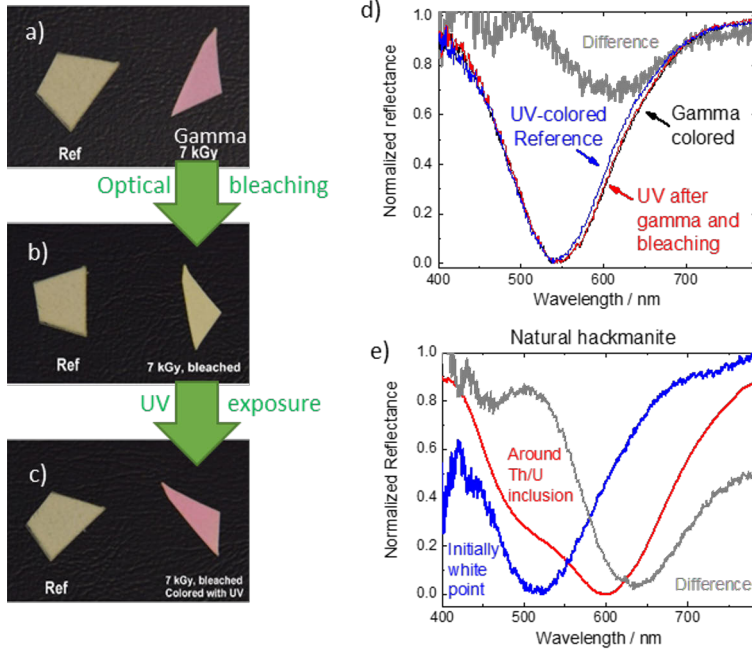 a)
Ref
Gamma
7 kGy
Optical bleaching
b)
Ref
7 kGy, bleached
UV exposure
c)
Ref
7 kGy, bleached
Colored with UV
d)
Normalized reflectance
1.0
0.8
0.6
0.4
0.2
0.0
Difference
UV-colored
Reference
Gamma
colored
UV after
gamma and
bleaching
400 500 600 700
Wavelength / nm
Natural hackmanite
e)
Normalized Reflectance
1.0
0.8
0.6
0.4
0.2
0.0
Around
Th/U
inclusion
Initially
white
point
Difference
400 500 600 700
Wavelength / nm